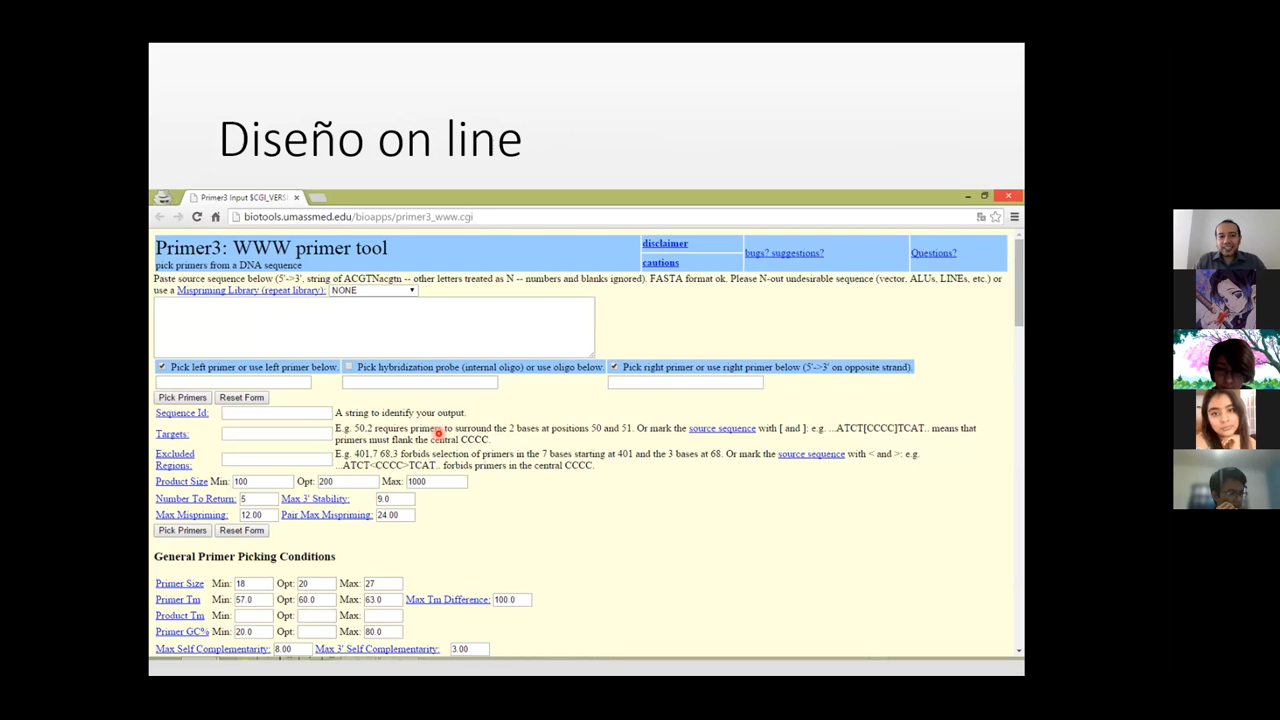 Diseño on line
Primer3 Input $CGI_VERSI
biotools.umassmed.edu/bioapps/primer3_www.cgi
Primer3: WWW primer tool
pick primers from a DNA sequence
disclaimer
cautions
bugs? suggestions?
Questions?
Paste source sequence below (5'->3', string of ACGTNacgtn -- other letters treated as N -- numbers and blanks ignored). FASTA format ok. Please N-out undesirable sequence (vector, ALUs, LINEs, etc.) or
use a Mispriming Library (repeat library): NONE
Pick left primer or use left primer below. Pick hybridization probe (internal oligo) or use oligo below. Pick right primer or use right primer below (5'->3' on opposite strand).
Pick Primers Reset Form
Sequence Id: A string to identify your output.
Targets: E.g. 50,2 requires primers to surround the 2 bases at positions 50 and 51. Or mark the source sequence with [ and ]: e.g. ...ATCT[CCCC]TCAT.. means that
primers must flank the central CCCC.
Excluded
Regions:
E.g. 401,7 68,3 forbids selection of primers in the 7 bases starting at 401 and the 3 bases at 68. Or mark the source sequence with < and >: e.g.
...ATCT<CCCC>TCAT.. forbids primers in the central CCCC.
Product Size Min: 100 Opt: 200 Max: 1000
Number To Return: 5 Max 3' Stability: 9.0
Max Mispriming: 12.00 Pair Max Mispriming: 24.00
Pick Primers Reset Form
General Primer Picking Conditions
Primer Size Min: 18 Opt: 20 Max: 27
Primer Tm Min: 57.0 Opt: 60.0 Max: 63.0 Max Tm Difference: 100.0
Product Tm Min: Opt: Max:
Primer GC% Min: 20.0 Opt: Max: 80.0
Max Self Complementarity: 8.00 Max 3' Self Complementarity: 3.00